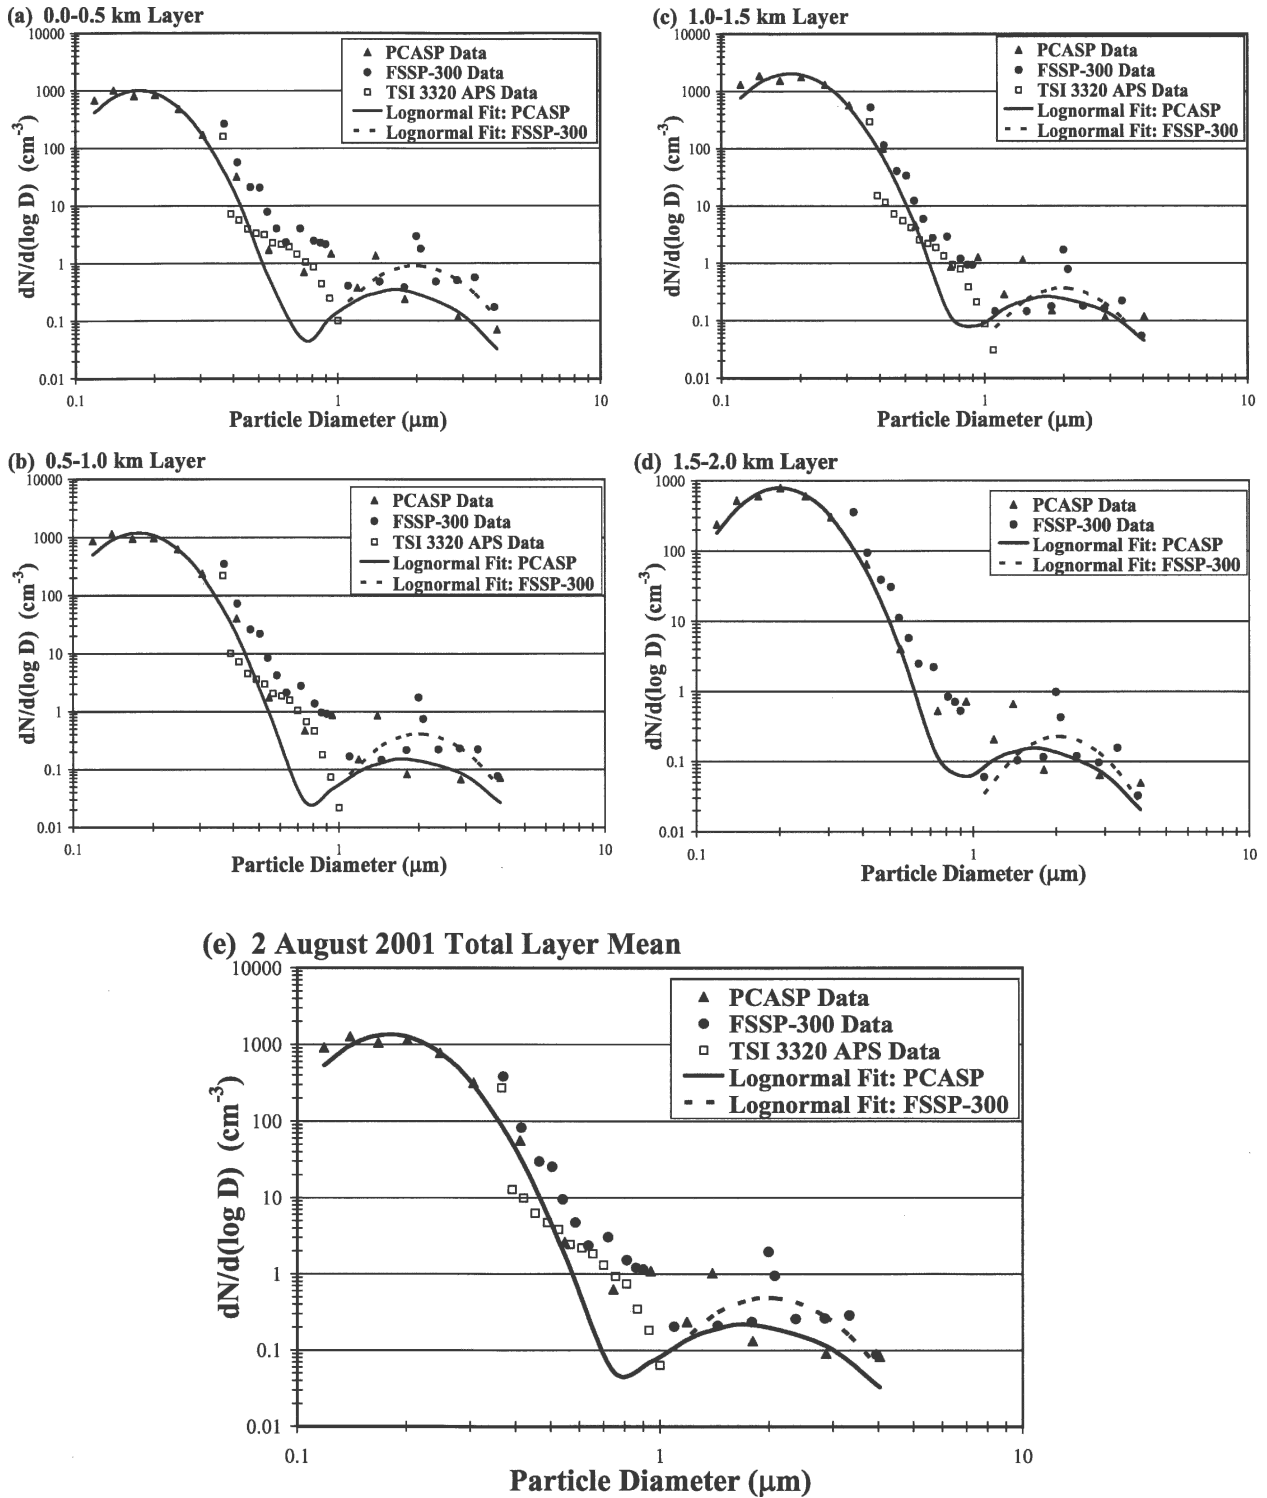 (a) 0.0-0.5 km Layer
10000
1000
100
10
1
0.1
0.01
0.1
1
10
dN/d(log D) (cm⁻³)
Particle Diameter (μm)
PCASP Data
FSSP-300 Data
TSI 3320 APS Data
Lognormal Fit: PCASP
Lognormal Fit: FSSP-300
(c) 1.0-1.5 km Layer
10000
1000
100
10
1
0.1
0.01
0.1
1
10
dN/d(log D) (cm⁻³)
Particle Diameter (μm)
PCASP Data
FSSP-300 Data
TSI 3320 APS Data
Lognormal Fit: PCASP
Lognormal Fit: FSSP-300
(b) 0.5-1.0 km Layer
10000
1000
100
10
1
0.1
0.01
0.1
1
10
dN/d(log D) (cm⁻³)
Particle Diameter (μm)
PCASP Data
FSSP-300 Data
TSI 3320 APS Data
Lognormal Fit: PCASP
Lognormal Fit: FSSP-300
(d) 1.5-2.0 km Layer
1000
100
10
1
0.1
0.01
0.1
1
10
dN/d(log D) (cm⁻³)
Particle Diameter (μm)
PCASP Data
FSSP-300 Data
Lognormal Fit: PCASP
Lognormal Fit: FSSP-300
(e) 2 August 2001 Total Layer Mean
10000
1000
100
10
1
0.1
0.01
0.1
1
10
dN/d(log D) (cm⁻³)
Particle Diameter (μm)
PCASP Data
FSSP-300 Data
TSI 3320 APS Data
Lognormal Fit: PCASP
Lognormal Fit: FSSP-300